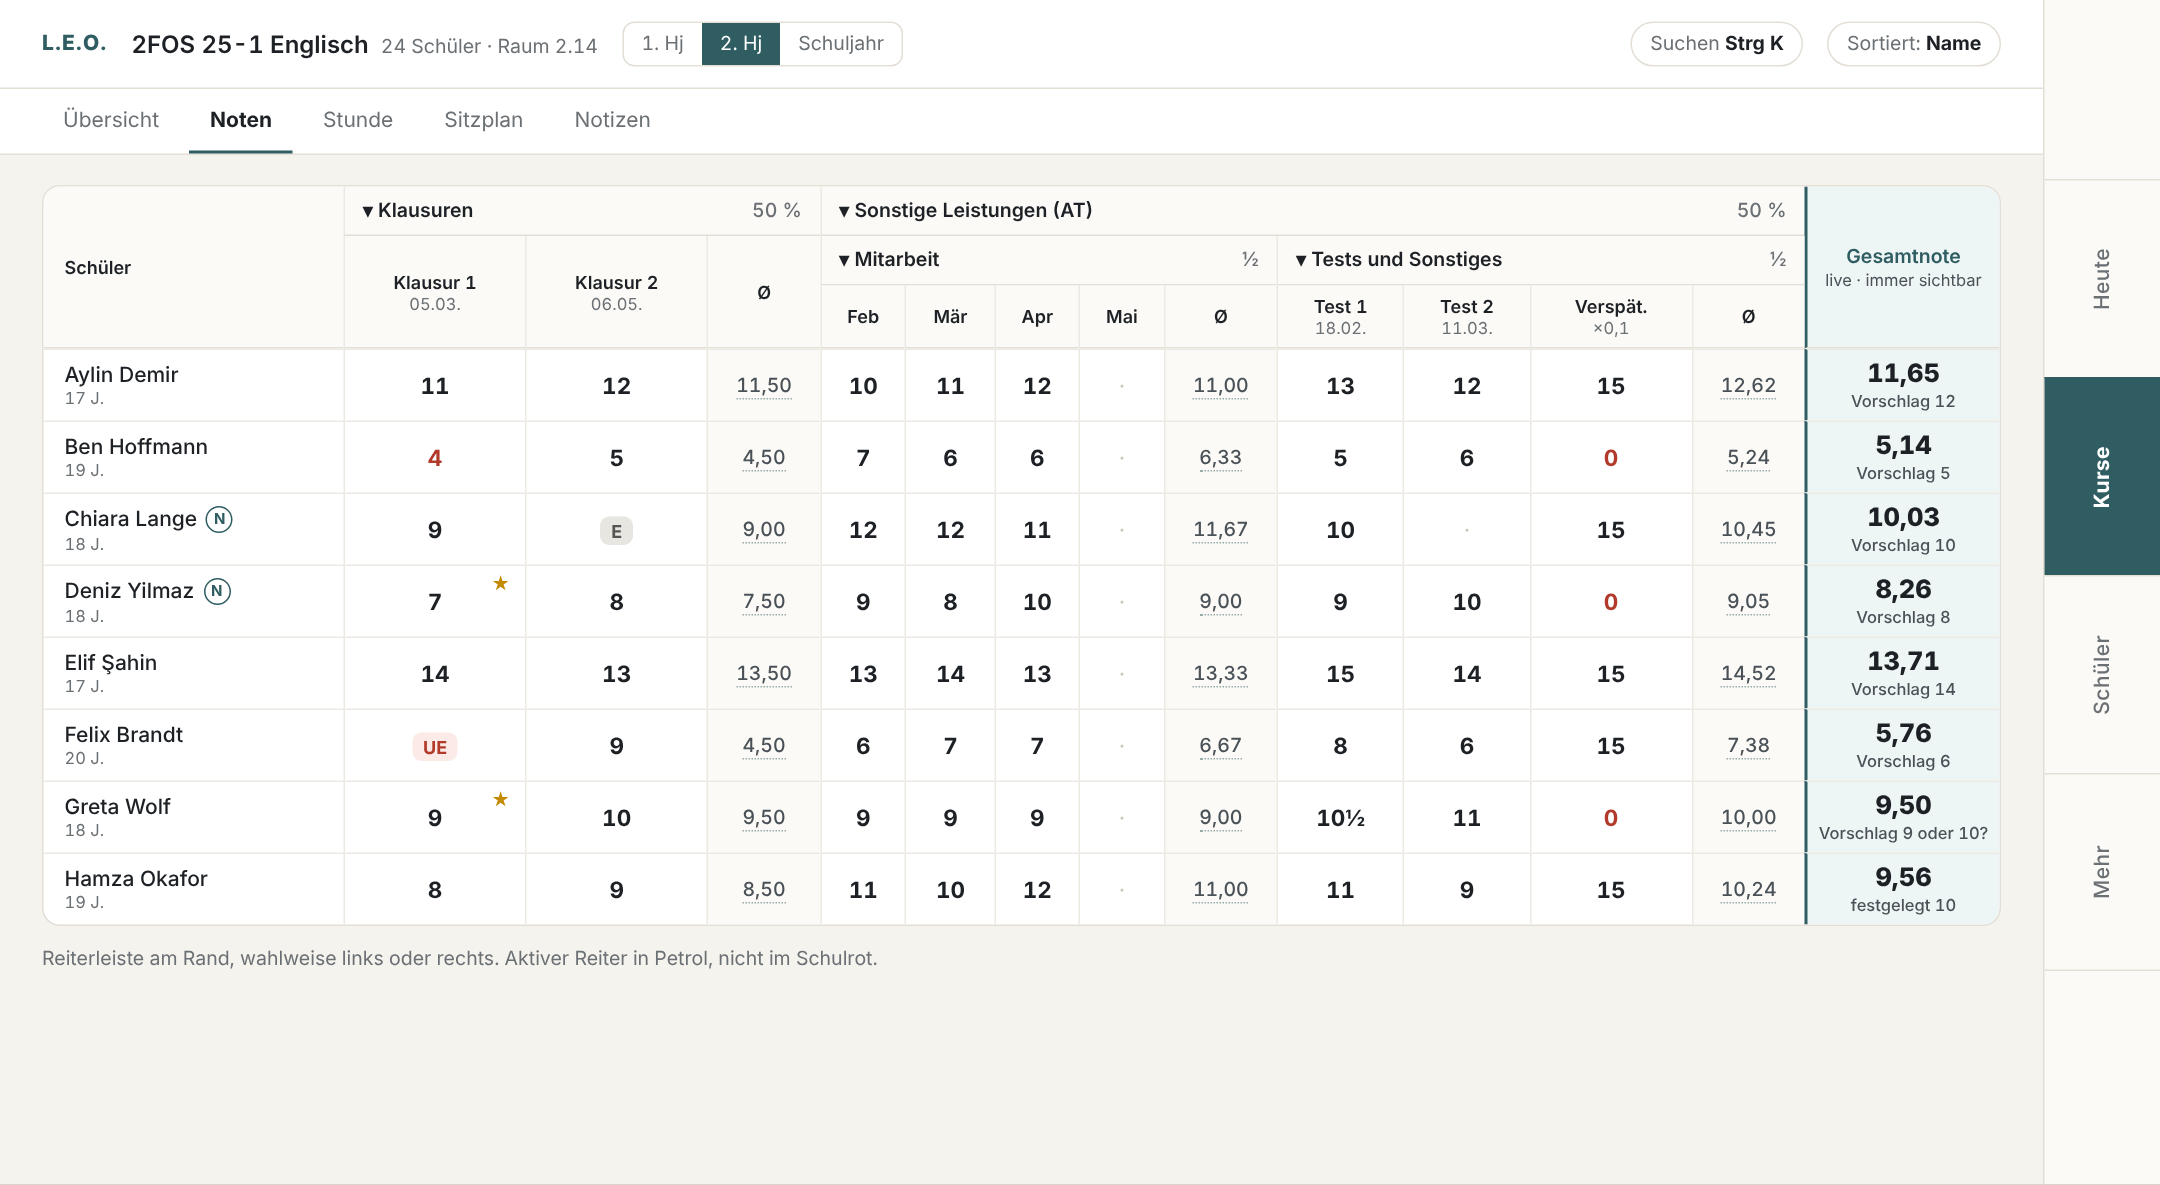 L.E.O. 2FOS 25-1 Englisch 24 Schüler · Raum 2.14 1. Hj 2. Hj Schuljahr Suchen Strg K Sortiert: Name
Übersicht Noten Stunde Sitzplan Notizen
Schüler
▾ Klausuren 50 %
▾ Sonstige Leistungen (AT) 50 %
Gesamtnote
live · immer sichtbar
▾ Mitarbeit ½
▾ Tests und Sonstiges ½
Klausur 1
05.03.
Klausur 2
06.05.
Ø
Feb Mär Apr Mai Ø
Test 1
18.02.
Test 2
11.03.
Verspät.
×0,1
Ø
Aylin Demir
17 J.
11 12 11,50 10 11 12 · 11,00 13 12 15 12,62
11,65
Vorschlag 12
Ben Hoffmann
19 J.
4 5 4,50 7 6 6 · 6,33 5 6 0 5,24
5,14
Vorschlag 5
Chiara Lange N
18 J.
9 E 9,00 12 12 11 · 11,67 10 · 15 10,45
10,03
Vorschlag 10
Deniz Yilmaz N
18 J.
7 ★ 8 7,50 9 8 10 · 9,00 9 10 0 9,05
8,26
Vorschlag 8
Elif Şahin
17 J.
14 13 13,50 13 14 13 · 13,33 15 14 15 14,52
13,71
Vorschlag 14
Felix Brandt
20 J.
UE 9 4,50 6 7 7 · 6,67 8 6 15 7,38
5,76
Vorschlag 6
Greta Wolf
18 J.
9 ★ 10 9,50 9 9 9 · 9,00 10½ 11 0 10,00
9,50
Vorschlag 9 oder 10?
Hamza Okafor
19 J.
8 9 8,50 11 10 12 · 11,00 11 9 15 10,24
9,56
festgelegt 10
Reiterleiste am Rand, wahlweise links oder rechts. Aktiver Reiter in Petrol, nicht im Schulrot.
Heute
Kurse
Schüler
Mehr